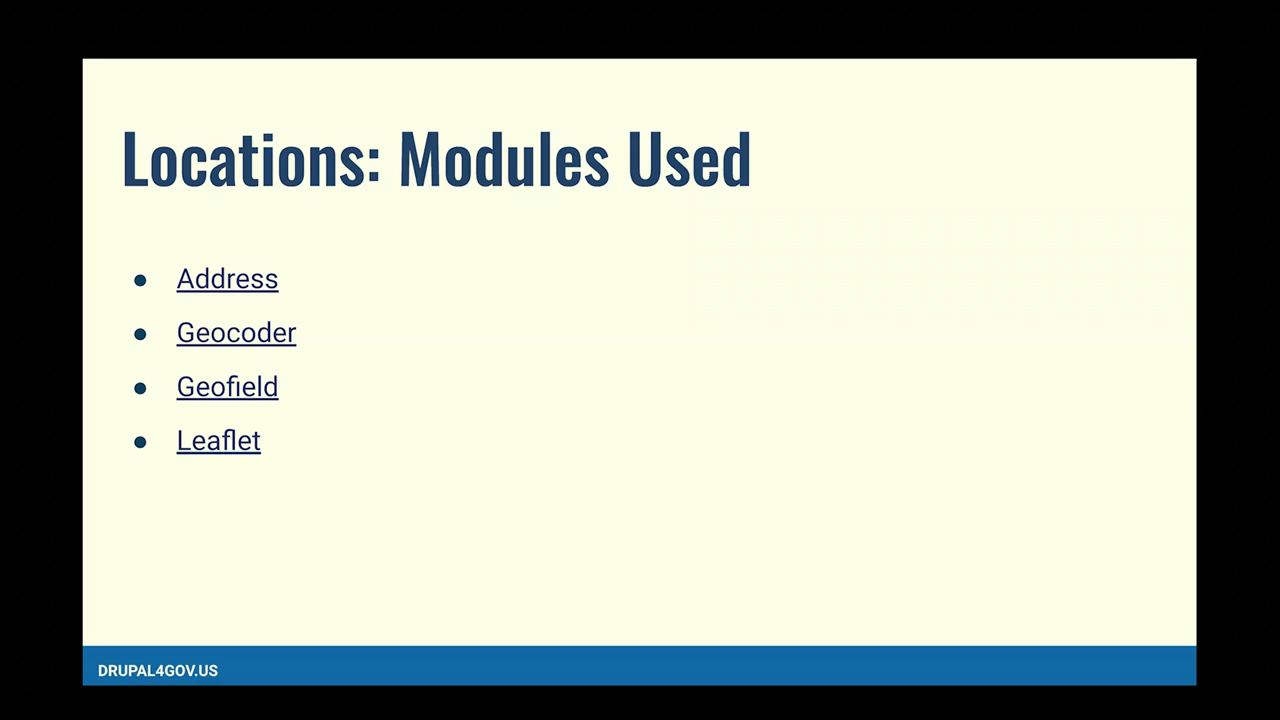 Locations: Modules Used
● Address
● Geocoder
● Geofield
● Leaflet
DRUPAL4GOV.US